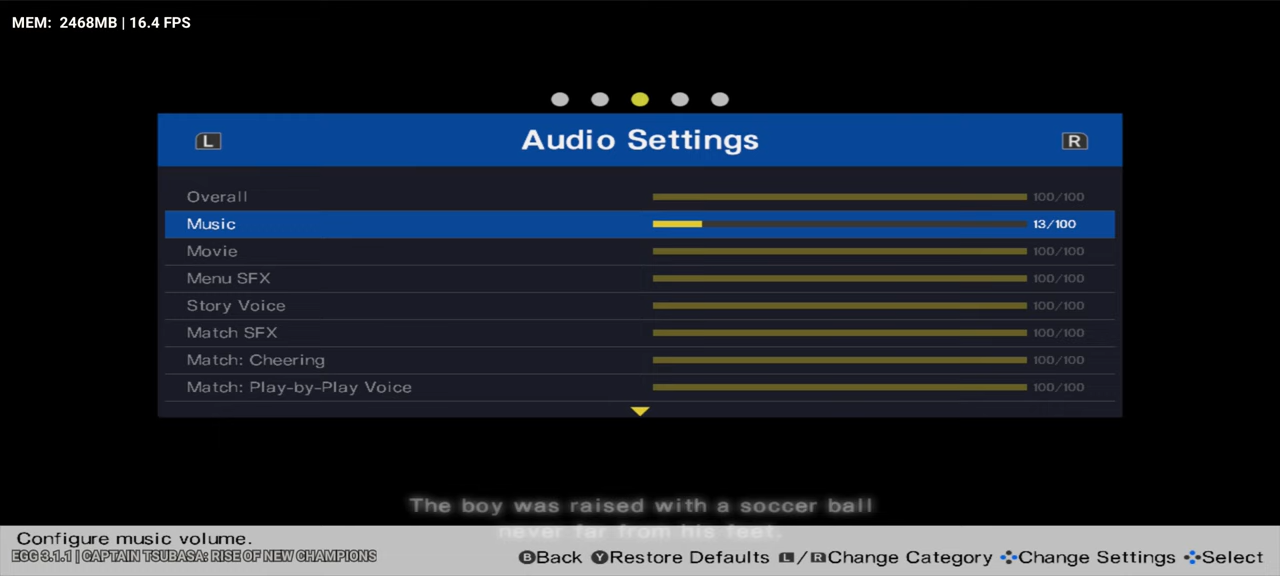 MEM: 2468MB | 16.4 FPS
L Audio Settings R
Overall 100/100
Music 13/100
Movie 100/100
Menu SFX 100/100
Story Voice 100/100
Match SFX 100/100
Match: Cheering 100/100
Match: Play-by-Play Voice 100/100
The boy was raised with a soccer ball
never far from his feet.
Configure music volume.
EGG 3.1.1 | CAPTAIN TSUBASA: RISE OF NEW CHAMPIONS
B Back Y Restore Defaults L/R Change Category Change Settings Select